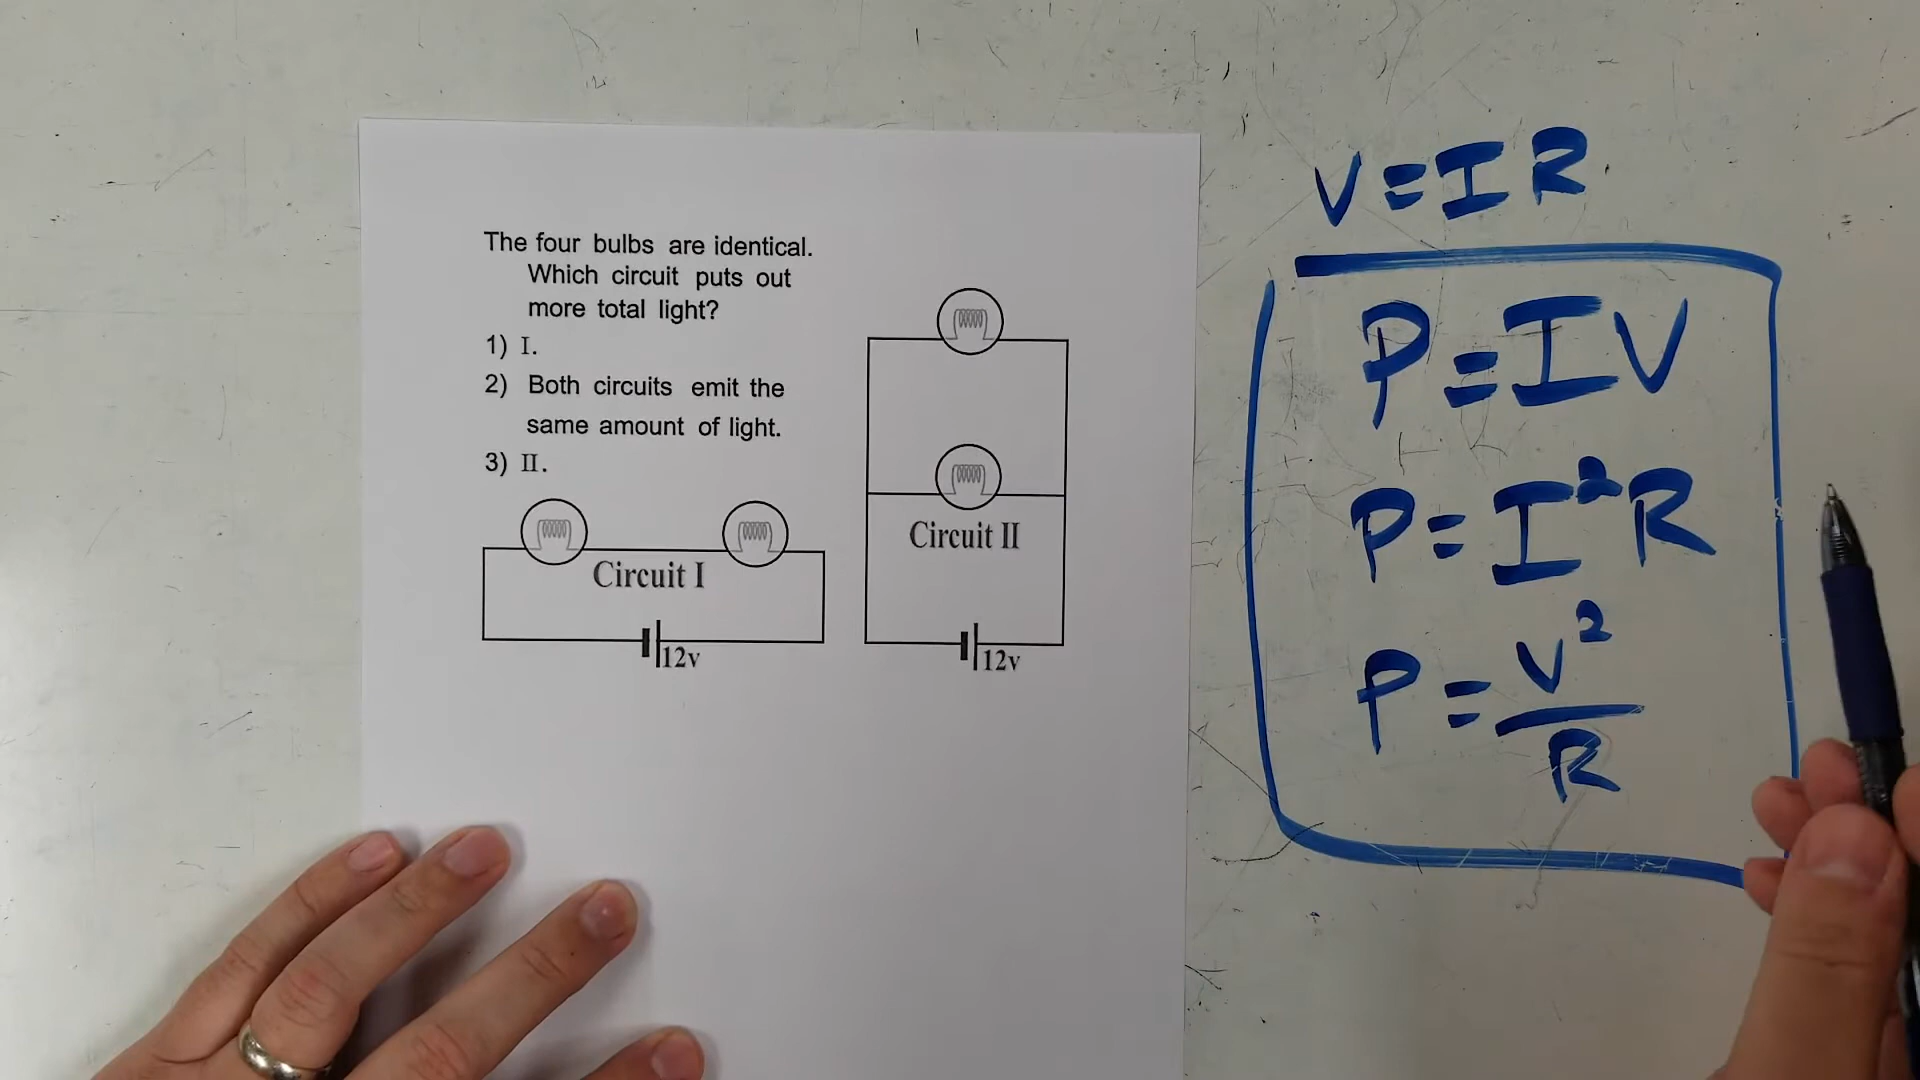 The four bulbs are identical.
Which circuit puts out
more total light?
1) I.
2) Both circuits emit the
same amount of light.
3) II.
Circuit I
12v
Circuit II
12v
V=IR
P=IV
P=I²R
P=V²/R